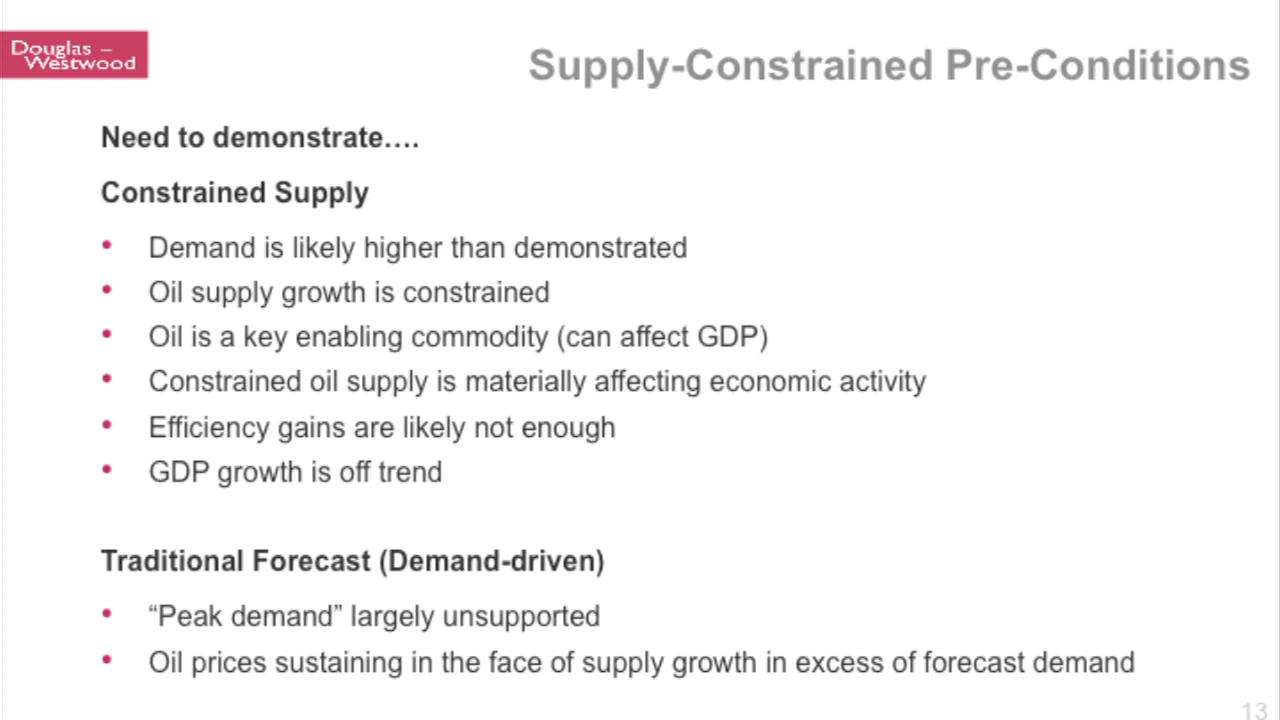 Douglas –
Westwood
Supply-Constrained Pre-Conditions
Need to demonstrate….
Constrained Supply
• Demand is likely higher than demonstrated
• Oil supply growth is constrained
• Oil is a key enabling commodity (can affect GDP)
• Constrained oil supply is materially affecting economic activity
• Efficiency gains are likely not enough
• GDP growth is off trend
Traditional Forecast (Demand-driven)
• “Peak demand” largely unsupported
• Oil prices sustaining in the face of supply growth in excess of forecast demand
13